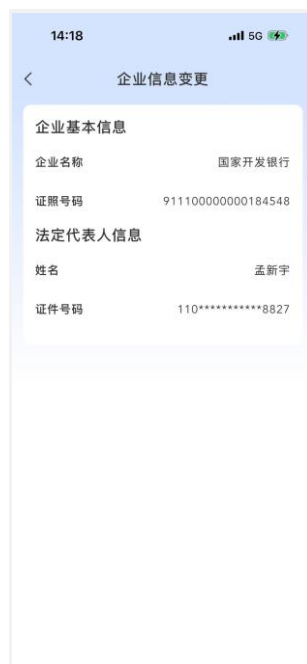 14:18
5G
企业信息变更
企业基本信息
企业名称 国家开发银行
证照号码 911100000000184548
法定代表人信息
姓名 孟新宇
证件号码 110***********8827